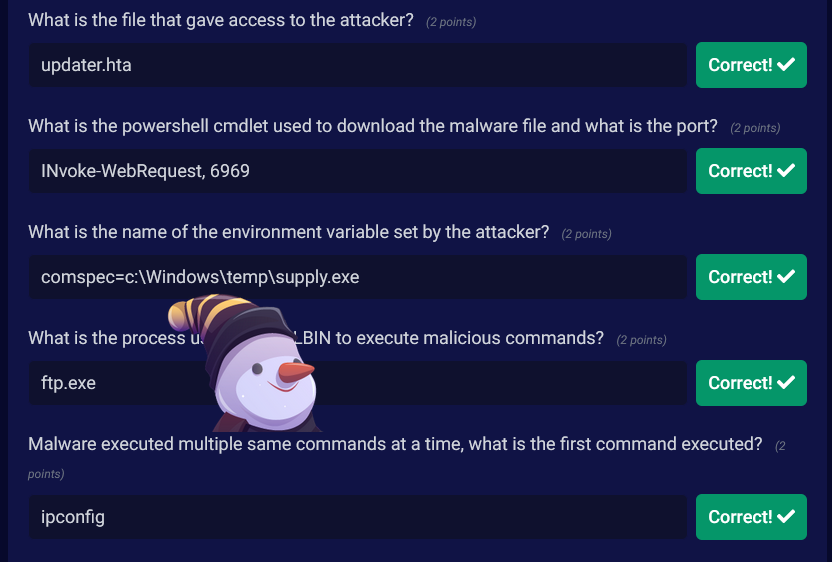 What is the file that gave access to the attacker? (2 points)
updater.hta
Correct!
What is the powershell cmdlet used to download the malware file and what is the port? (2 points)
INvoke-WebRequest, 6969
Correct!
What is the name of the environment variable set by the attacker? (2 points)
comspec=c:\Windows\temp\supply.exe
Correct!
What is the process LBIN to execute malicious commands? (2 points)
ftp.exe
Correct!
Malware executed multiple same commands at a time, what is the first command executed? (2
points)
ipconfig
Correct!